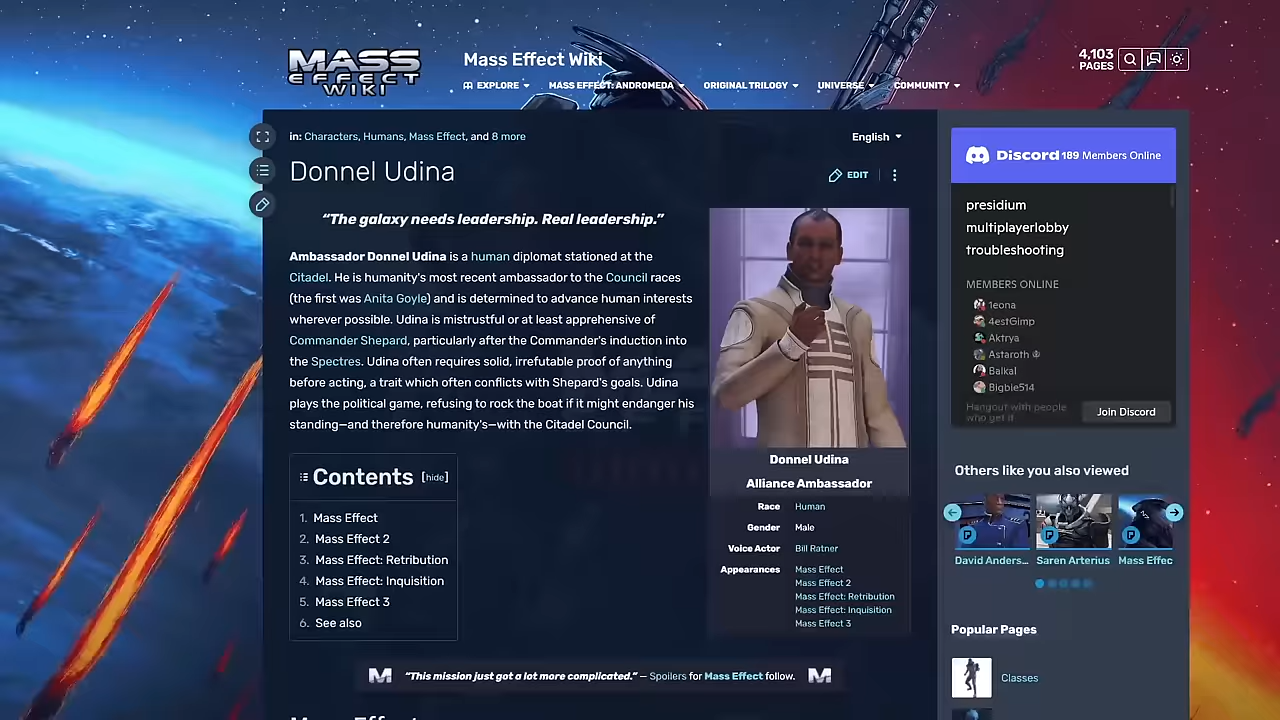 MASS
EFFECT
WIKI
Mass Effect Wiki
EXPLORE
MASS EFFECT: ANDROMEDA
ORIGINAL TRILOGY
UNIVERSE
COMMUNITY
4,103
PAGES
in: Characters, Humans, Mass Effect, and 8 more
English
Donnel Udina
EDIT
“The galaxy needs leadership. Real leadership.”
Ambassador Donnel Udina is a human diplomat stationed at the
Citadel. He is humanity's most recent ambassador to the Council races
(the first was Anita Goyle) and is determined to advance human interests
wherever possible. Udina is mistrustful or at least apprehensive of
Commander Shepard, particularly after the Commander's induction into
the Spectres. Udina often requires solid, irrefutable proof of anything
before acting, a trait which often conflicts with Shepard's goals. Udina
plays the political game, refusing to rock the boat if it might endanger his
standing—and therefore humanity's—with the Citadel Council.
Contents [hide]
1. Mass Effect
2. Mass Effect 2
3. Mass Effect: Retribution
4. Mass Effect: Inquisition
5. Mass Effect 3
6. See also
Donnel Udina
Alliance Ambassador
Race Human
Gender Male
Voice Actor Bill Ratner
Appearances Mass Effect
Mass Effect 2
Mass Effect: Retribution
Mass Effect: Inquisition
Mass Effect 3
“This mission just got a lot more complicated.” — Spoilers for Mass Effect follow.
Mass Effect
Discord 189 Members Online
presidium
multiplayerlobby
troubleshooting
MEMBERS ONLINE
1eona
4estGimp
Aktrya
Astaroth
Balkal
Bigbie514
Hangout with people
who get it
Join Discord
Others like you also viewed
David Anders...
Saren Arterius
Mass Effec
Popular Pages
Classes